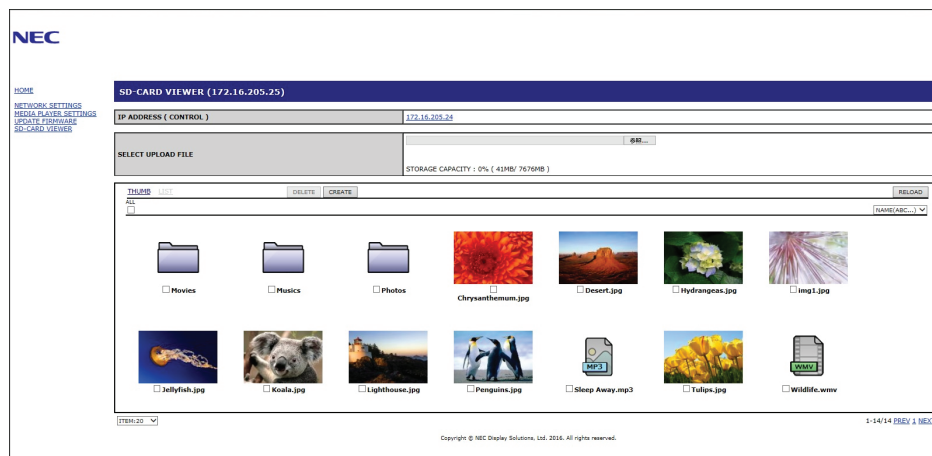 NEC
HOME
NETWORK SETTINGS
MEDIA PLAYER SETTINGS
UPDATE FIRMWARE
SD-CARD VIEWER
SD-CARD VIEWER (172.16.205.25)
IP ADDRESS ( CONTROL )
172.16.205.24
SELECT UPLOAD FILE
参照...
STORAGE CAPACITY : 0% ( 41MB/ 7676MB )
THUMB LIST DELETE CREATE RELOAD
ALL
NAME(ABC...)
Movies Musics Photos Chrysanthemum.jpg Desert.jpg Hydrangeas.jpg img1.jpg
MP3 WMV
Jellyfish.jpg Koala.jpg Lighthouse.jpg Penguins.jpg Sleep Away.mp3 Tulips.jpg Wildlife.wmv
ITEM:20
1-14/14 PREV 1 NEX
Copyright © NEC Display Solutions, Ltd. 2016. All rights reserved.